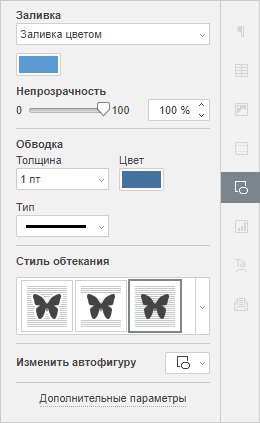 Заливка
Заливка цветом
Непрозрачность
0 100 100 %
Обводка
Толщина Цвет
1 пт
Тип
Стиль обтекания
Изменить автофигуру
Дополнительные параметры